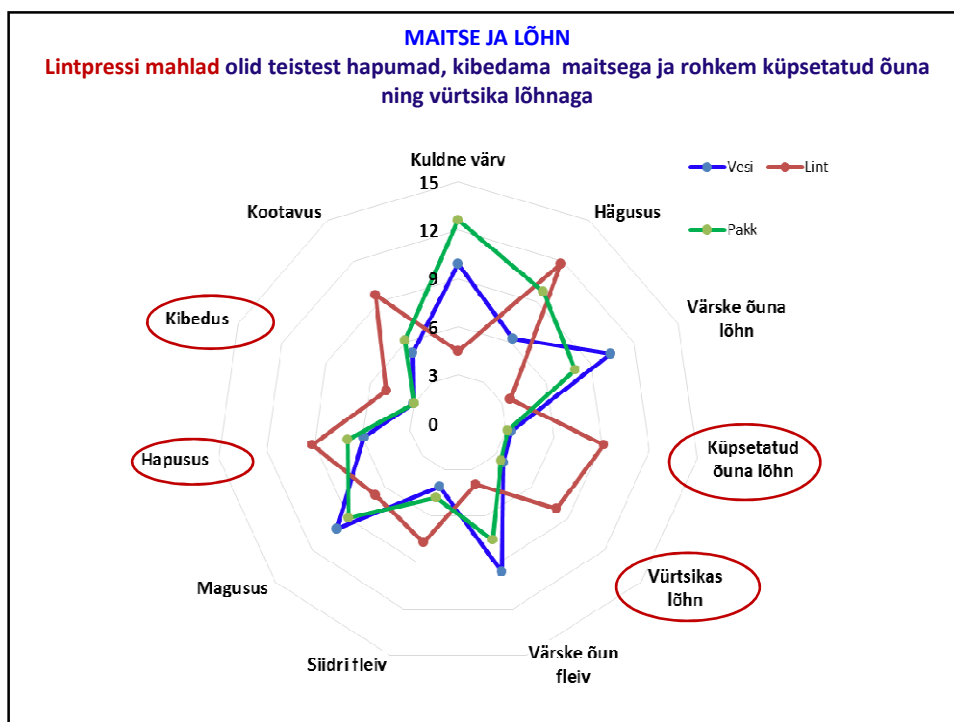 MAITSE JA LÕHN
Lintpressi mahlad olid teistest hapumad, kibedama maitsega ja rohkem küpsetatud õuna
ning vürtsika lõhnaga
Kuldne värv
15
12
9
6
3
0
Hägusus
Värske õuna
lõhn
Küpsetatud
õuna lõhn
Vürtsikas
lõhn
Värske õun
fleiv
Siidri fleiv
Magusus
Hapusus
Kibedus
Kootavus
Vesi
Lint
Pakk